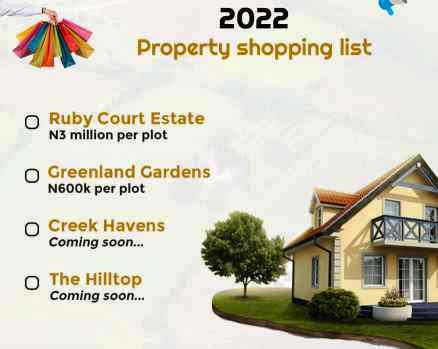 2022
Property shopping list
Ruby Court Estate
N3 million per plot
Greenland Gardens
N600k per plot
Creek Havens
Coming soon...
The Hilltop
Coming soon...